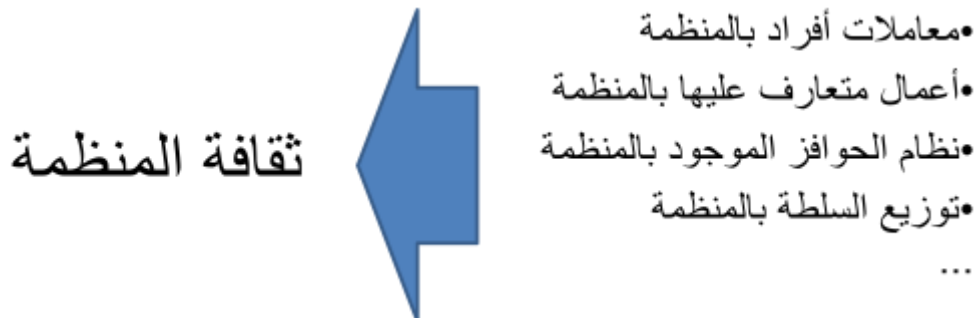 •معاملات أفراد بالمنظمة
•أعمال متعارف عليها بالمنظمة
•نظام الحوافز الموجود بالمنظمة
•توزيع السلطة بالمنظمة
...
ثقافة المنظمة